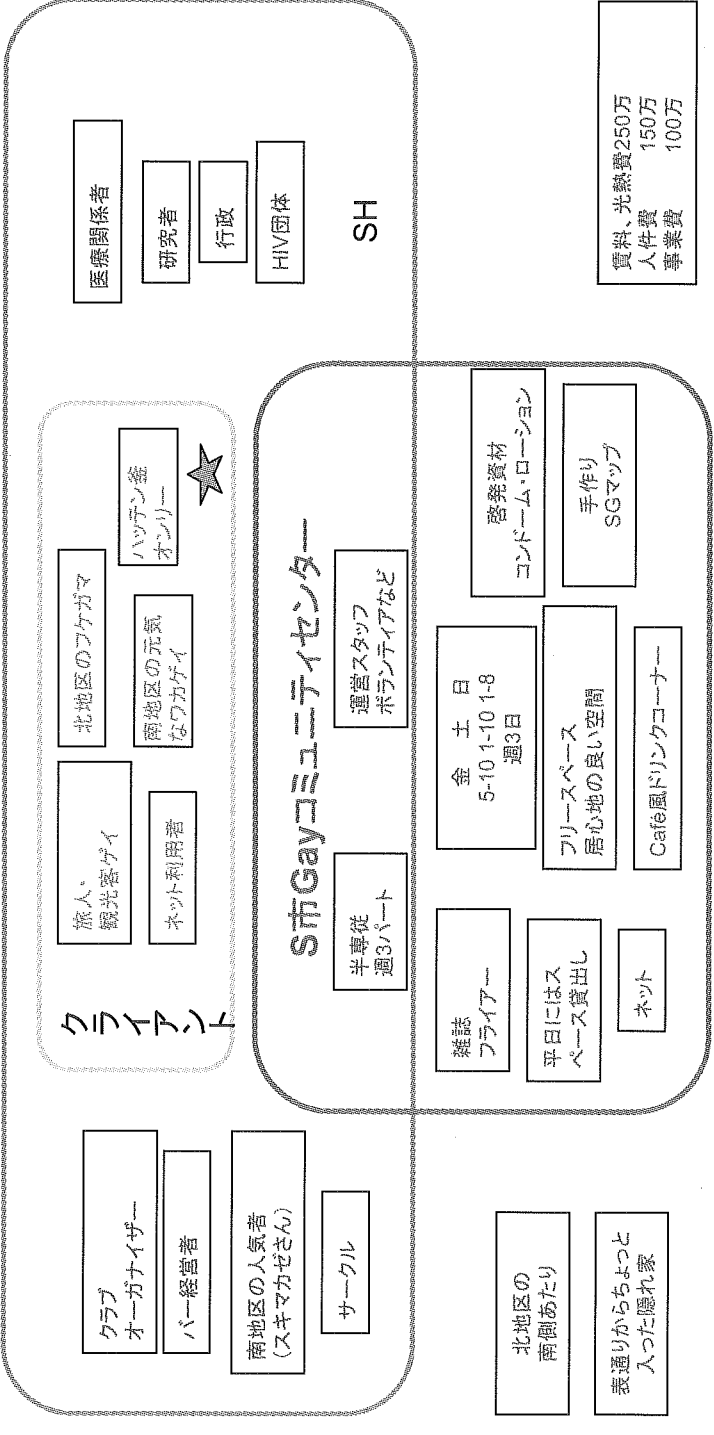 クラブ
オーガナイザー
バー経営者
南地区の人気者
(スキマカゼさん)
サークル
クライアント
旅人・
観光客ゲイ
ネット利用者
北地区のフケガマ
南地区の元気
なワカゲイ
ハッテン釜
オンリー
医療関係者
研究者
行政
HIV団体
SH
S市Gayコミュニティセンター
半専従
週3パート
運営スタッフ
ボランティアなど
雑誌
フライアー
平日にはス
ペース貸出し
ネット
金 土 日
5-10 1-10 1-8
週3日
フリースペース
居心地の良い空間
Café風ドリンクコーナー
啓発資材
コンドーム・ローション
手作り
SGマップ
北地区の
南側あたり
表通りからちょっと
入った隠れ家
賃料、光熱費250万
人件費 150万
事業費 100万